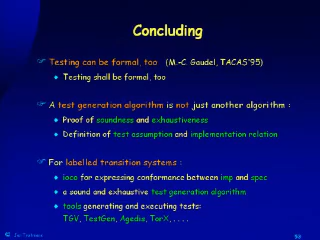 Concluding
Testing can be formal, too (M.-C. Gaudel, TACAS'95)
Testing shall be formal, too
A test generation algorithm is not just another algorithm :
Proof of soundness and exhaustiveness
Definition of test assumption and implementation relation
For labelled transition systems :
ioco for expressing conformance between imp and spec
a sound and exhaustive test generation algorithm
tools generating and executing tests:
TGV, TestGen, Agedis, TorX, . . . .
© Jan Tretmans